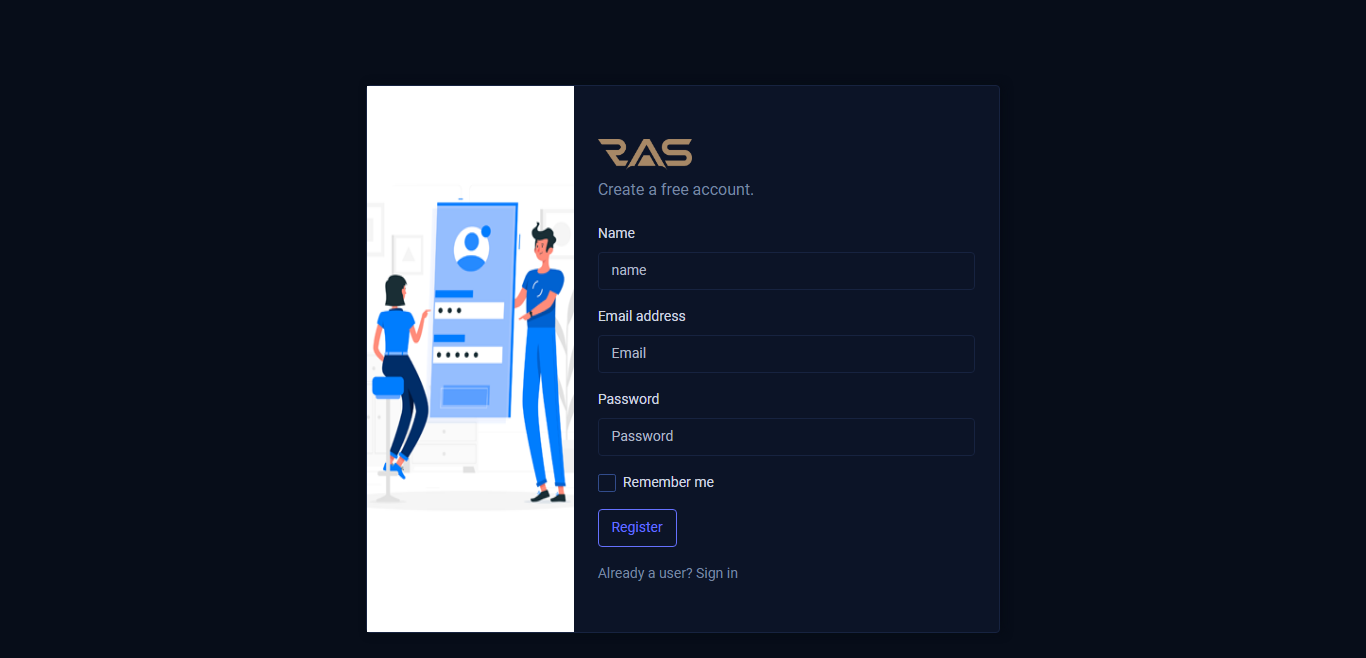 RAS
Create a free account.
Name
name
Email address
Email
Password
Password
Remember me
Register
Already a user? Sign in